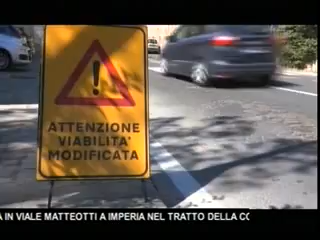 !
ATTENZIONE
VIABILITA'
MODIFICATA
IN VIALE MATTEOTTI A IMPERIA NEL TRATTO DELLA